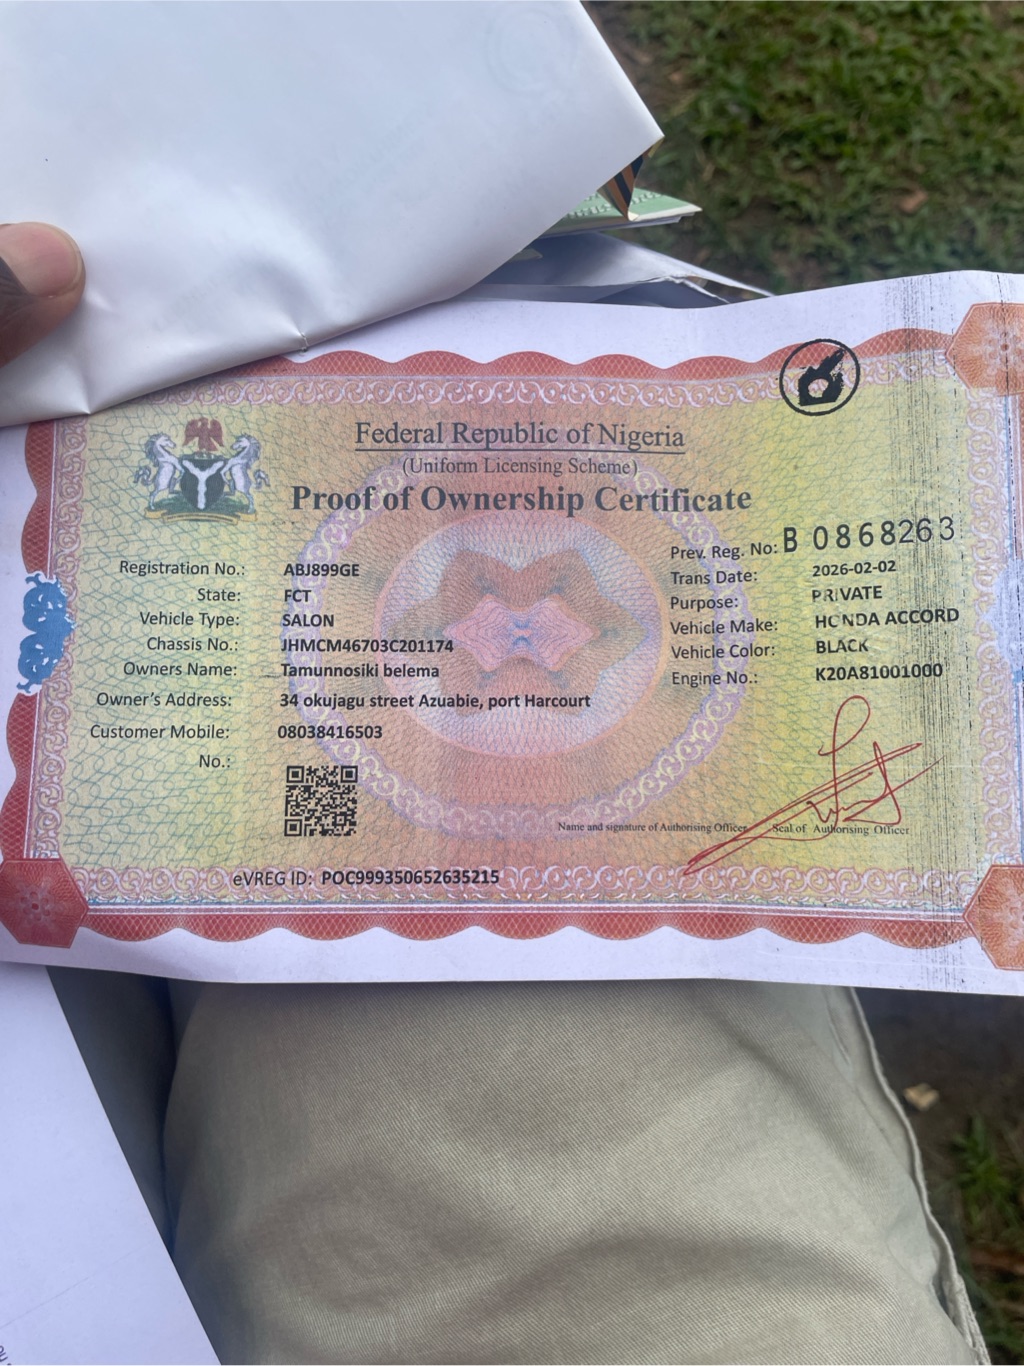 Federal Republic of Nigeria
(Uniform Licensing Scheme)
Proof of Ownership Certificate
Registration No.: ABJ899GE
State: FCT
Vehicle Type: SALON
Chassis No.: JHMCM46703C201174
Owners Name: Tamunnosiki belema
Owner's Address: 34 okujagu street Azuabie, port Harcourt
Customer Mobile: 08038416503
No.:
Prev. Reg. No: B 0868263
Trans Date: 2026-02-02
Purpose: PRIVATE
Vehicle Make: HONDA ACCORD
Vehicle Color: BLACK
Engine No.: K20A81001000
Name and signature of Authorising Officer
Seal of Authorising Officer
eVREG ID: POC999350652635215